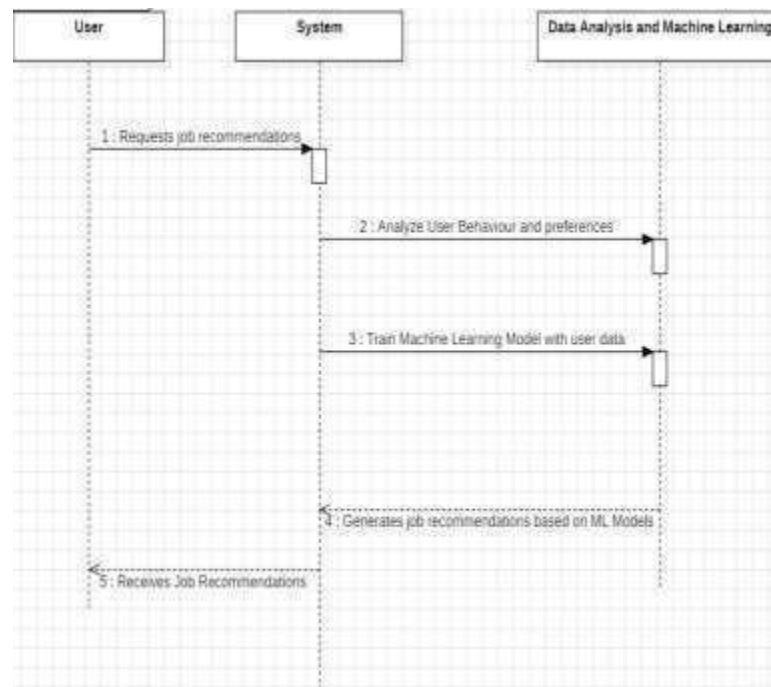 User
System
Data Analysis and Machine Learning
1 : Requests job recommendations
2 : Analyze User Behaviour and preferences
3 : Train Machine Learning Model with user data
4 : Generates job recommendations based on ML Models
5 : Receives Job Recommendations